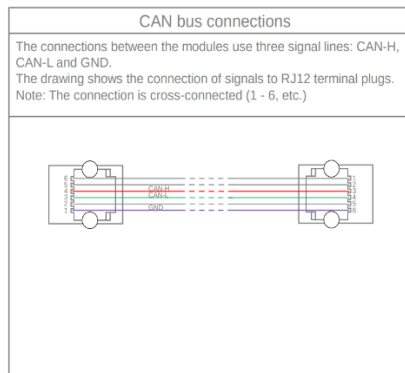 CAN bus connections
The connections between the modules use three signal lines: CAN-H,
CAN-L and GND.
The drawing shows the connection of signals to RJ12 terminal plugs.
Note: The connection is cross-connected (1 - 6, etc.)
6 1
5 2
4 CAN-H 3
3 CAN-L 4
2 5
1 GND 6